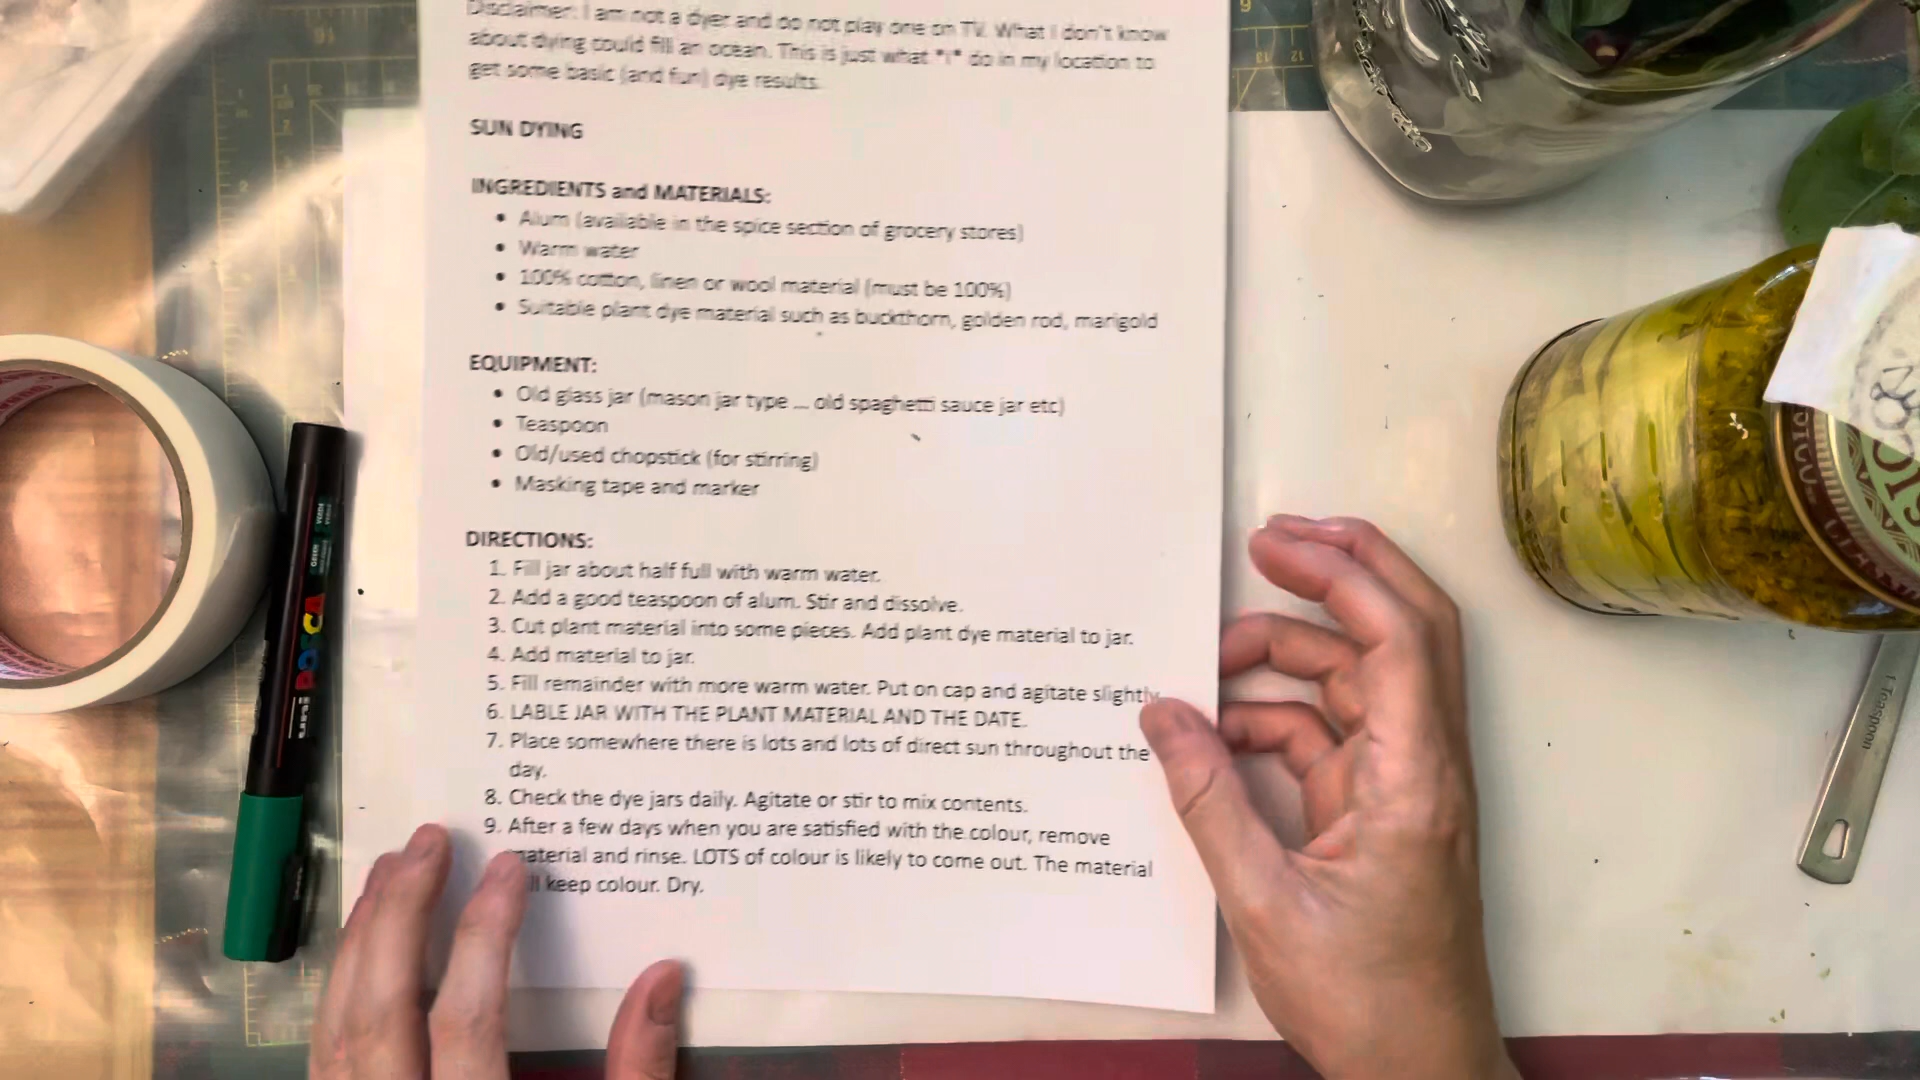 Disclaimer: I am not a dyer and do not play one on TV. What I don't know
about dying could fill an ocean. This is just what *I* do in my location to
get some basic (and fun) dye results.
SUN DYING
INGREDIENTS and MATERIALS:
• Alum (available in the spice section of grocery stores)
• Warm water
• 100% cotton, linen or wool material (must be 100%)
• Suitable plant dye material such as buckthorn, golden rod, marigold
EQUIPMENT:
• Old glass jar (mason jar type ... old spaghetti sauce jar etc)
• Teaspoon
• Old/used chopstick (for stirring)
• Masking tape and marker
DIRECTIONS:
1. Fill jar about half full with warm water.
2. Add a good teaspoon of alum. Stir and dissolve.
3. Cut plant material into some pieces. Add plant dye material to jar.
4. Add material to jar.
5. Fill remainder with more warm water. Put on cap and agitate slightly
6. LABLE JAR WITH THE PLANT MATERIAL AND THE DATE.
7. Place somewhere there is lots and lots of direct sun throughout the
day.
8. Check the dye jars daily. Agitate or stir to mix contents.
9. After a few days when you are satisfied with the colour, remove
material and rinse. LOTS of colour is likely to come out. The material
keep colour. Dry.
POSCA
1 Teaspoon